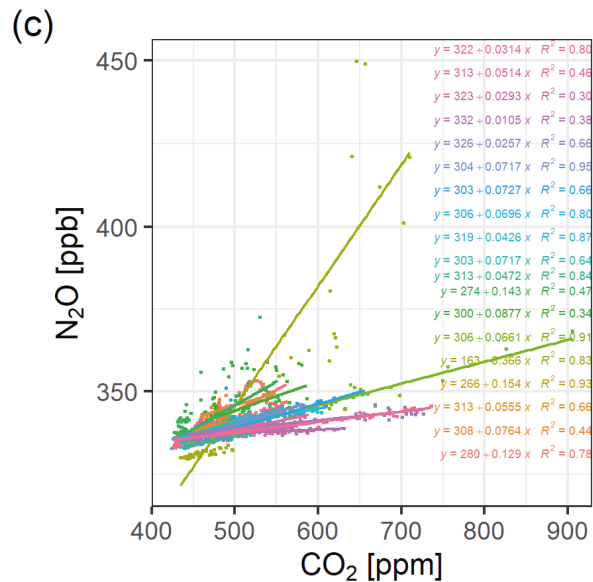 (c)
N₂O [ppb]
450
400
350
y = 322 + 0.0314 x R² = 0.80
y = 313 + 0.0514 x R² = 0.46
y = 323 + 0.0293 x R² = 0.30
y = 332 + 0.0105 x R² = 0.38
y = 326 + 0.0257 x R² = 0.66
y = 304 + 0.0717 x R² = 0.95
y = 303 + 0.0727 x R² = 0.66
y = 306 + 0.0696 x R² = 0.80
y = 319 + 0.0426 x R² = 0.87
y = 303 + 0.0717 x R² = 0.64
y = 313 + 0.0472 x R² = 0.84
y = 274 + 0.143 x R² = 0.47
y = 300 + 0.0877 x R² = 0.34
y = 306 + 0.0661 x R² = 0.91
y = 163 + 0.366 x R² = 0.83
y = 266 + 0.154 x R² = 0.93
y = 313 + 0.0555 x R² = 0.66
y = 308 + 0.0764 x R² = 0.44
y = 280 + 0.129 x R² = 0.78
400 500 600 700 800 900
CO₂ [ppm]